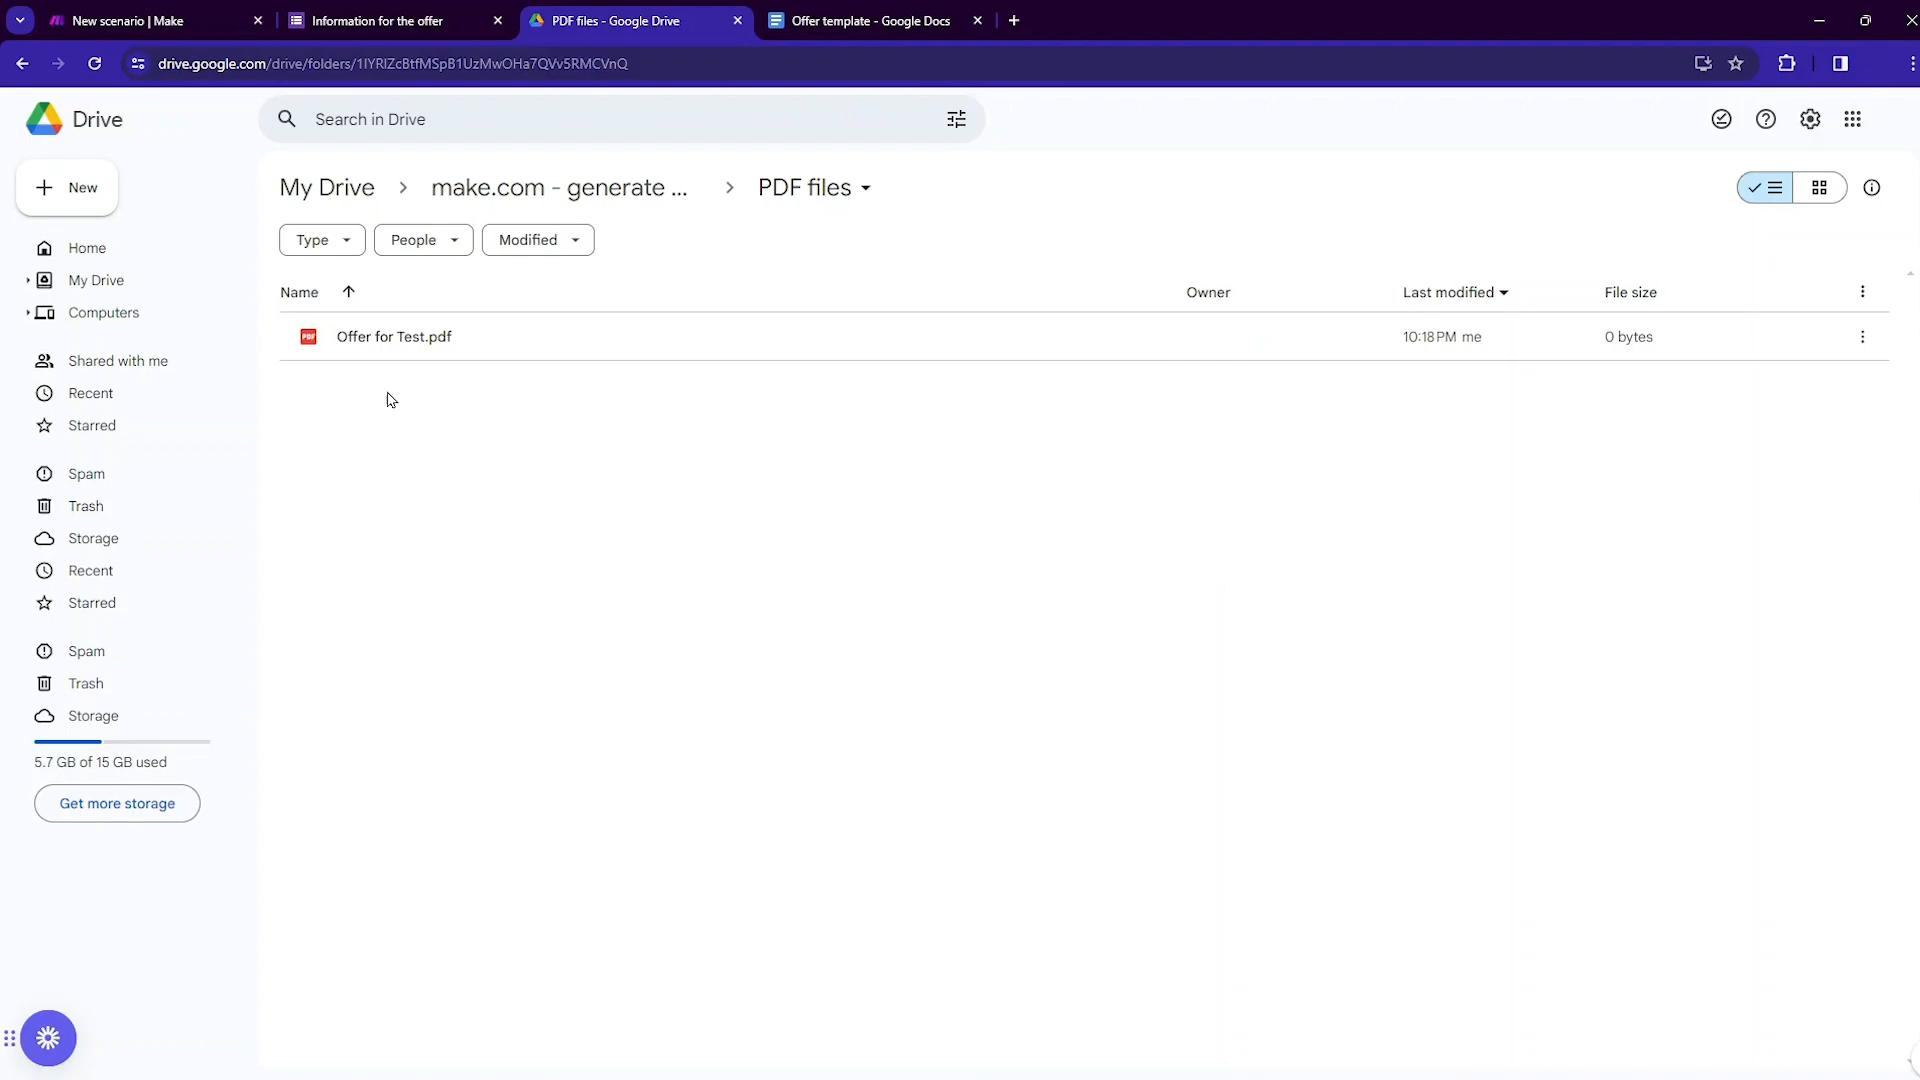 New scenario | Make
Information for the offer
PDF files - Google Drive
Offer template - Google Docs
drive.google.com/drive/folders/1IYRIZcBtfMSpB1UzMwOHa7QVv5RMCVnQ
Drive
Search in Drive
New
My Drive
make.com - generate ...
PDF files
Type
People
Modified
Home
My Drive
Computers
Name
Owner
Last modified
File size
PDF
Offer for Test.pdf
10:18 PM me
0 bytes
Shared with me
Recent
Starred
Spam
Trash
Storage
Recent
Starred
Spam
Trash
Storage
5.7 GB of 15 GB used
Get more storage